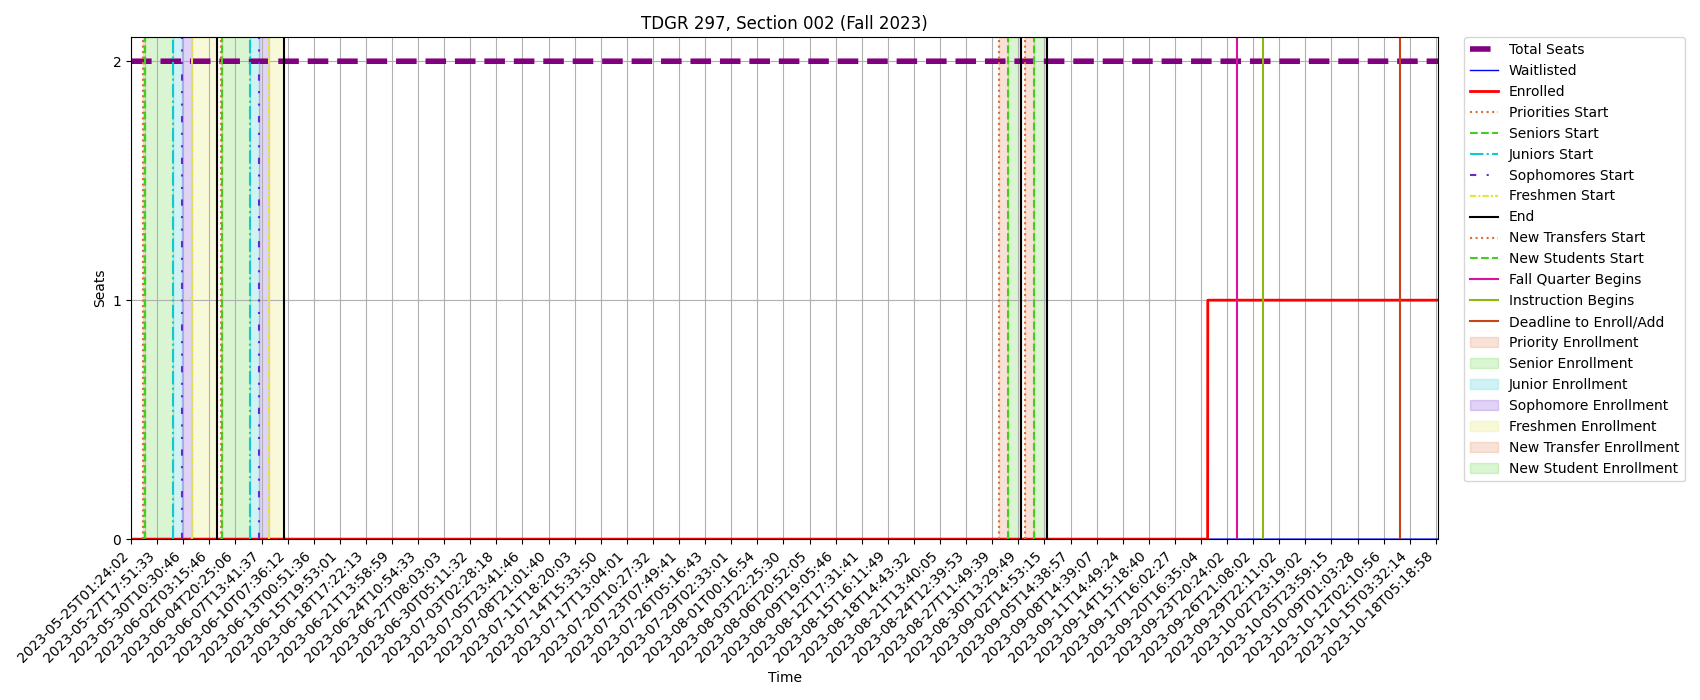 TDGR 297, Section 002 (Fall 2023)
Seats
2
1
0
2023-05-25T01:24:02
2023-05-27T17:51:33
2023-05-30T10:30:46
2023-06-02T03:15:46
2023-06-04T20:25:06
2023-06-07T13:41:37
2023-06-10T07:36:12
2023-06-13T00:51:36
2023-06-15T19:53:01
2023-06-18T17:22:13
2023-06-21T13:58:59
2023-06-24T10:54:33
2023-06-27T08:03:03
2023-06-30T05:11:32
2023-07-03T02:28:18
2023-07-05T23:41:46
2023-07-08T21:01:40
2023-07-11T18:20:03
2023-07-14T15:33:50
2023-07-17T13:04:01
2023-07-20T10:27:32
2023-07-23T07:49:41
2023-07-26T05:16:43
2023-07-29T02:33:01
2023-08-01T00:16:54
2023-08-03T22:25:30
2023-08-06T20:52:05
2023-08-09T19:05:46
2023-08-12T17:31:41
2023-08-15T16:11:49
2023-08-18T14:43:32
2023-08-21T13:40:05
2023-08-24T12:39:53
2023-08-27T11:49:39
2023-08-30T13:29:49
2023-09-02T14:53:15
2023-09-05T14:38:57
2023-09-08T14:39:07
2023-09-11T14:49:24
2023-09-14T15:18:40
2023-09-17T16:02:27
2023-09-20T16:35:04
2023-09-23T20:24:02
2023-09-26T21:08:02
2023-09-29T22:11:02
2023-10-02T23:19:02
2023-10-05T23:59:15
2023-10-09T01:03:28
2023-10-12T02:10:56
2023-10-15T03:32:14
2023-10-18T05:18:58
Time
Total Seats
Waitlisted
Enrolled
Priorities Start
Seniors Start
Juniors Start
Sophomores Start
Freshmen Start
End
New Transfers Start
New Students Start
Fall Quarter Begins
Instruction Begins
Deadline to Enroll/Add
Priority Enrollment
Senior Enrollment
Junior Enrollment
Sophomore Enrollment
Freshmen Enrollment
New Transfer Enrollment
New Student Enrollment